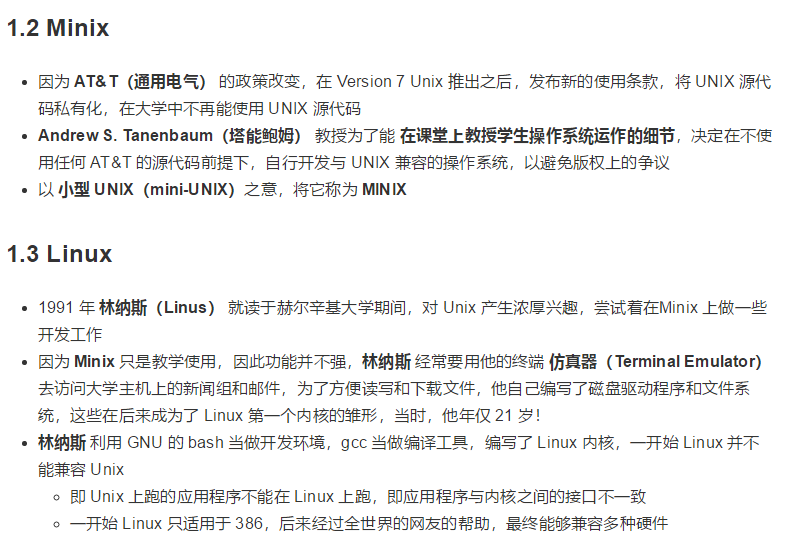 1.2 Minix
因为 AT&T（通用电气） 的政策改变，在 Version 7 Unix 推出之后，发布新的使用条款，将 UNIX 源代
码私有化，在大学中不再能使用 UNIX 源代码
Andrew S. Tanenbaum（塔能鲍姆） 教授为了能 在课堂上教授学生操作系统运作的细节，决定在不使
用任何 AT&T 的源代码前提下，自行开发与 UNIX 兼容的操作系统，以避免版权上的争议
以 小型 UNIX（mini-UNIX）之意，将它称为 MINIX
1.3 Linux
1991 年 林纳斯（Linus） 就读于赫尔辛基大学期间，对 Unix 产生浓厚兴趣，尝试着在Minix 上做一些
开发工作
因为 Minix 只是教学使用，因此功能并不强，林纳斯 经常要用他的终端 仿真器（Terminal Emulator）
去访问大学主机上的新闻组和邮件，为了方便读写和下载文件，他自己编写了磁盘驱动程序和文件系
统，这些在后来成为了 Linux 第一个内核的雏形，当时，他年仅 21 岁！
林纳斯 利用 GNU 的 bash 当做开发环境，gcc 当做编译工具，编写了 Linux 内核，一开始 Linux 并不
能兼容 Unix
即 Unix 上跑的应用程序不能在 Linux 上跑，即应用程序与内核之间的接口不一致
一开始 Linux 只适用于 386，后来经过全世界的网友的帮助，最终能够兼容多种硬件